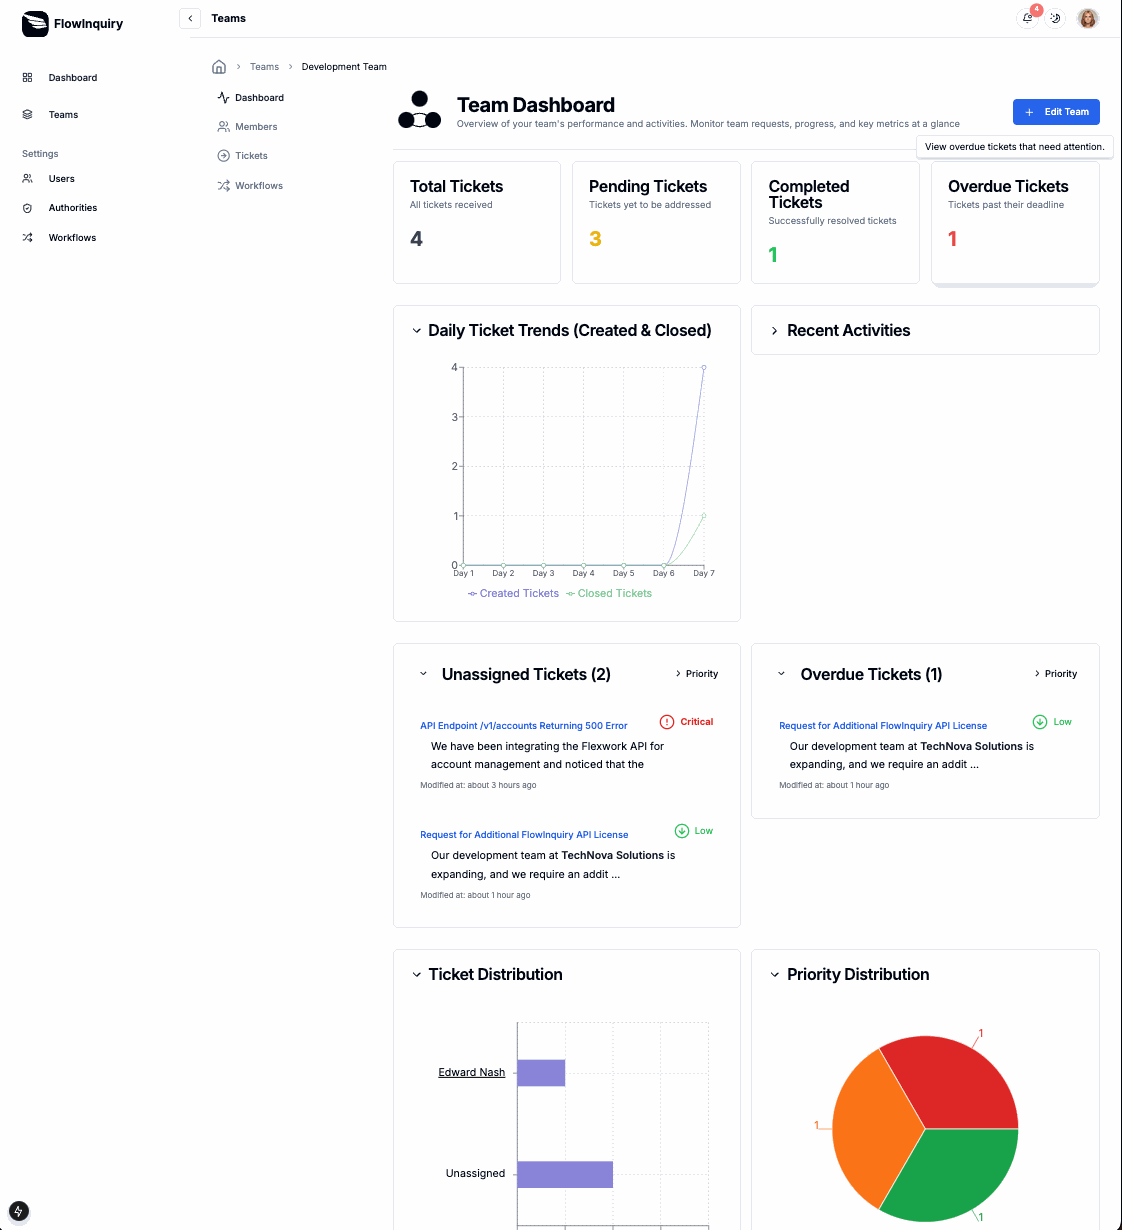 FlowInquiry
Teams
4
Dashboard
Teams
Settings
Users
Authorities
Workflows
Teams
Development Team
Dashboard
Members
Tickets
Workflows
Team Dashboard
Overview of your team's performance and activities. Monitor team requests, progress, and key metrics at a glance
Edit Team
View overdue tickets that need attention.
Total Tickets
All tickets received
4
Pending Tickets
Tickets yet to be addressed
3
Completed
Tickets
Successfully resolved tickets
1
Overdue Tickets
Tickets past their deadline
1
Daily Ticket Trends (Created & Closed)
4
3
2
1
0
Day 1 Day 2 Day 3 Day 4 Day 5 Day 6 Day 7
Created Tickets Closed Tickets
Recent Activities
Unassigned Tickets (2)
Priority
API Endpoint /v1/accounts Returning 500 Error
Critical
We have been integrating the Flexwork API for
account management and noticed that the
Modified at: about 3 hours ago
Request for Additional FlowInquiry API License
Low
Our development team at TechNova Solutions is
expanding, and we require an addit ...
Modified at: about 1 hour ago
Overdue Tickets (1)
Priority
Request for Additional FlowInquiry API License
Low
Our development team at TechNova Solutions is
expanding, and we require an addit ...
Modified at: about 1 hour ago
Ticket Distribution
Edward Nash
Unassigned
Priority Distribution
1
1
1